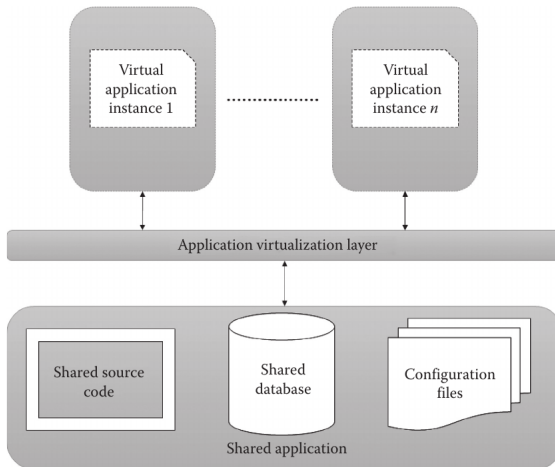 Virtual
application
instance 1
Virtual
application
instance n
Application virtualization layer
Shared source
code
Shared
database
Configuration
files
Shared application